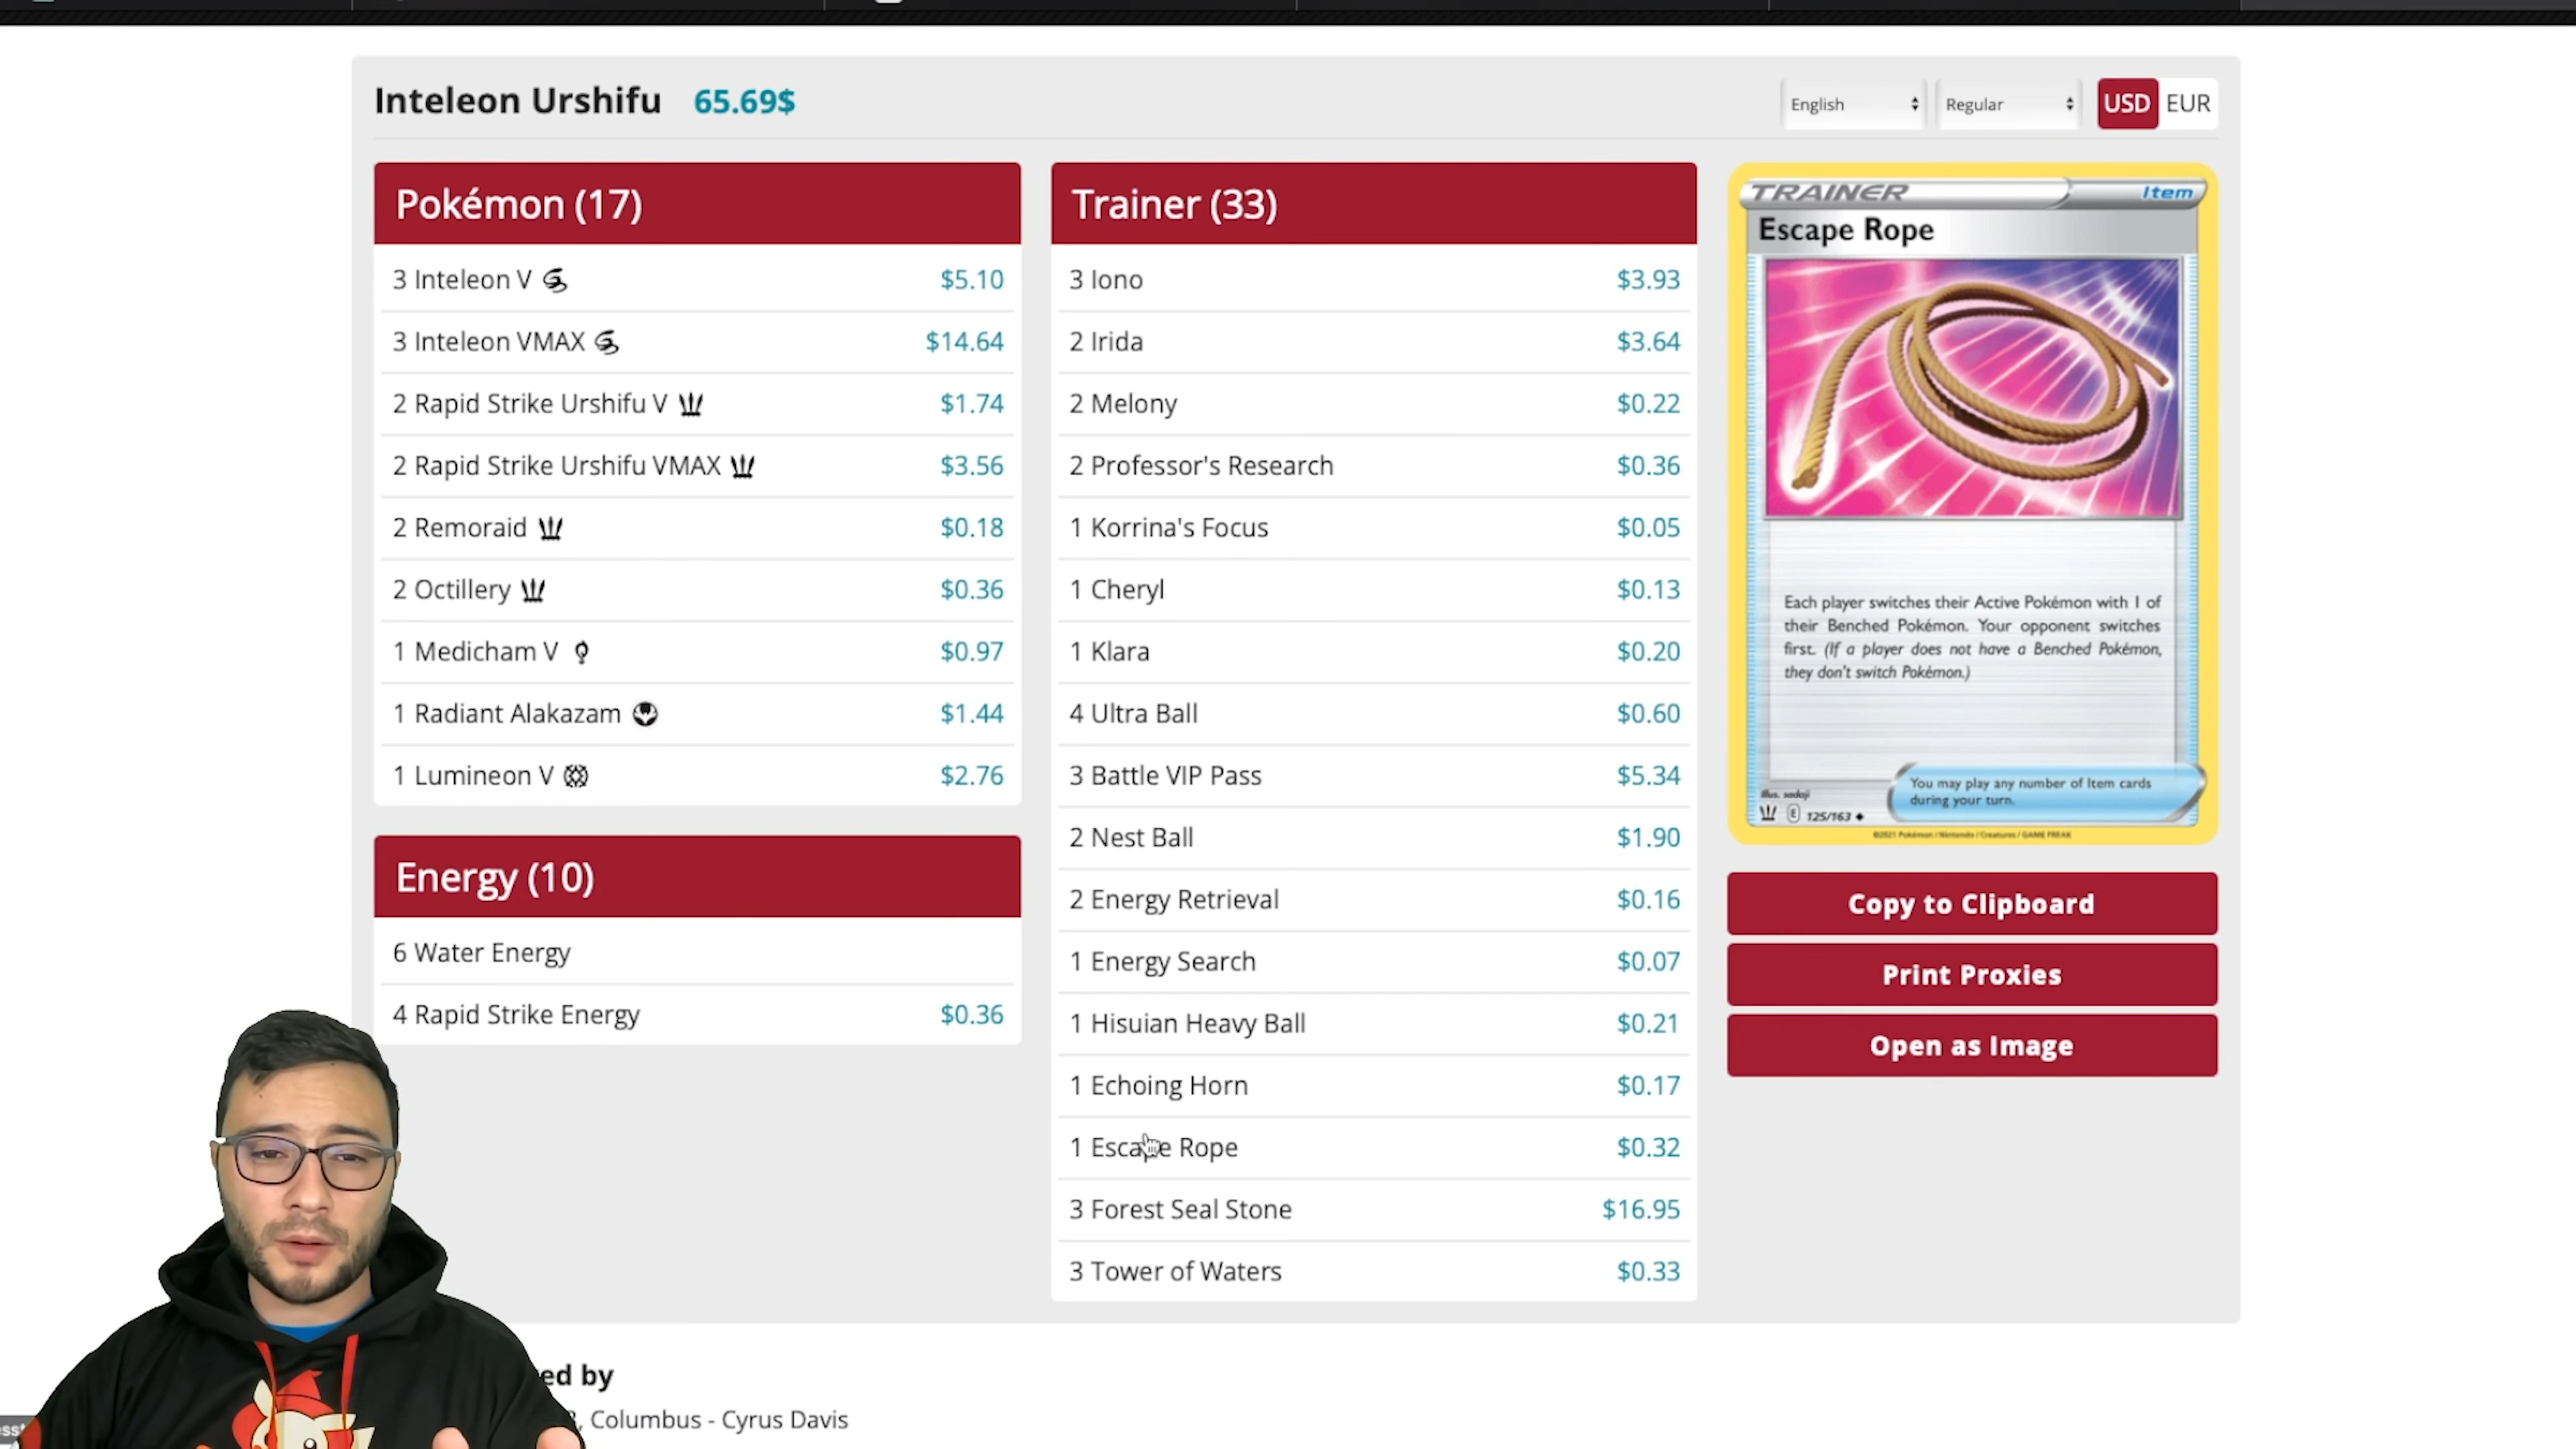 Inteleon Urshifu 65.69$
English
Regular
USD EUR
Pokémon (17)
3 Inteleon V $5.10
3 Inteleon VMAX $14.64
2 Rapid Strike Urshifu V $1.74
2 Rapid Strike Urshifu VMAX $3.56
2 Remoraid $0.18
2 Octillery $0.36
1 Medicham V $0.97
1 Radiant Alakazam $1.44
1 Lumineon V $2.76
Energy (10)
6 Water Energy
4 Rapid Strike Energy $0.36
Trainer (33)
3 Iono $3.93
2 Irida $3.64
2 Melony $0.22
2 Professor's Research $0.36
1 Korrina's Focus $0.05
1 Cheryl $0.13
1 Klara $0.20
4 Ultra Ball $0.60
3 Battle VIP Pass $5.34
2 Nest Ball $1.90
2 Energy Retrieval $0.16
1 Energy Search $0.07
1 Hisuian Heavy Ball $0.21
1 Echoing Horn $0.17
1 Escape Rope $0.32
3 Forest Seal Stone $16.95
3 Tower of Waters $0.33
TRAINER Item
Escape Rope
Each player switches their Active Pokémon with 1 of
their Benched Pokémon. Your opponent switches
first. (If a player does not have a Benched Pokémon,
they don't switch Pokémon.)
You may play any number of Item cards
during your turn.
Illus. sadaji
E 125/163
©2021 Pokémon / Nintendo / Creatures / GAME FREAK
Copy to Clipboard
Print Proxies
Open as Image
ed by
, Columbus - Cyrus Davis